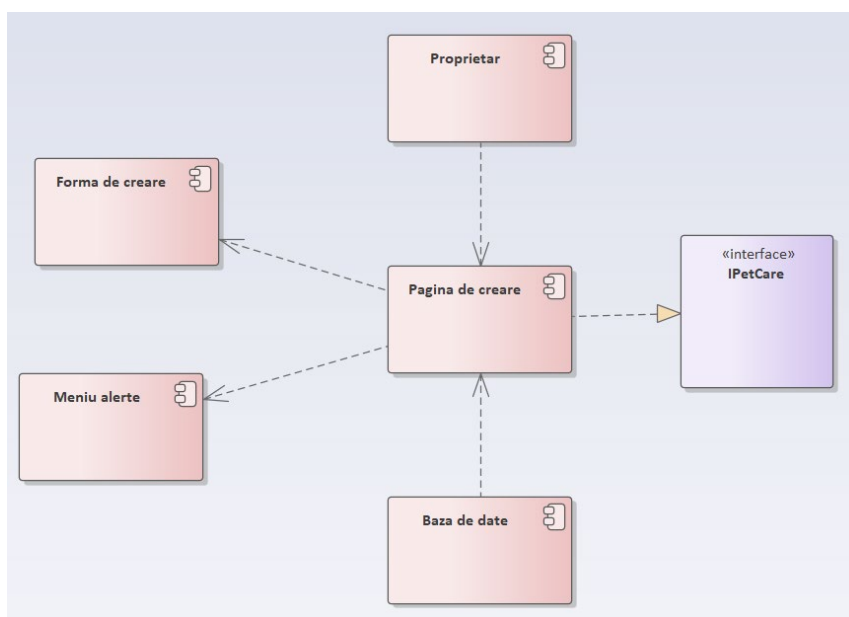 Proprietar
Forma de creare
«interface»
IPetCare
Pagina de creare
Meniu alerte
Baza de date